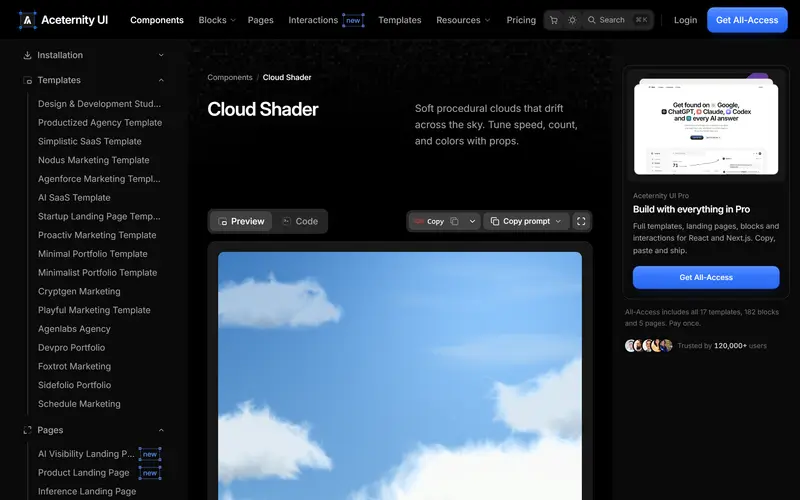 Aceternity UI
Components
Blocks
Pages
Interactions
new
Templates
Resources
Pricing
Search
⌘K
Login
Get All-Access
Installation
Templates
Design & Development Stud...
Productized Agency Template
Simplistic SaaS Template
Nodus Marketing Template
Agenforce Marketing Templ...
AI SaaS Template
Startup Landing Page Temp...
Proactiv Marketing Template
Minimal Portfolio Template
Minimalist Portfolio Template
Cryptgen Marketing
Playful Marketing Template
Agenlabs Agency
Devpro Portfolio
Foxtrot Marketing
Sidefolio Portfolio
Schedule Marketing
Pages
AI Visibility Landing P...
new
Product Landing Page
new
Inference Landing Page
Components / Cloud Shader
Cloud Shader
Soft procedural clouds that drift
across the sky. Tune speed, count,
and colors with props.
Preview
Code
Copy
Copy prompt
Get found on Google,
ChatGPT, Claude, Codex
and every AI answer
71
Aceternity UI Pro
Build with everything in Pro
Full templates, landing pages, blocks and
interactions for React and Next.js. Copy,
paste and ship.
Get All-Access
All-Access includes all 17 templates, 182 blocks
and 5 pages. Pay once.
Trusted by 120,000+ users